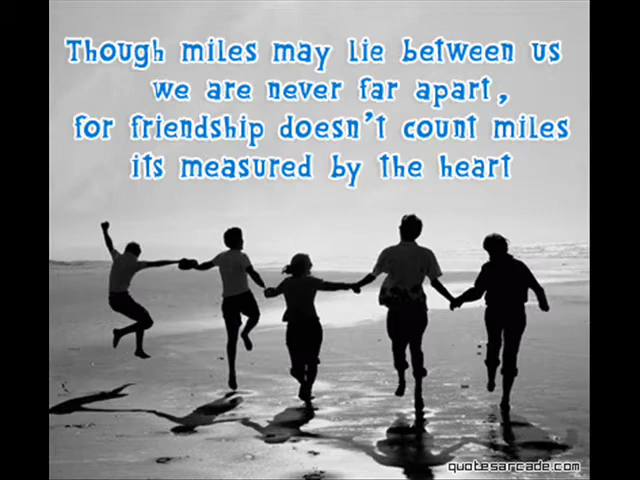 Though miles may lie between us
we are never far apart,
for friendship doesn't count miles
its measured by the heart
quotesarcade.com